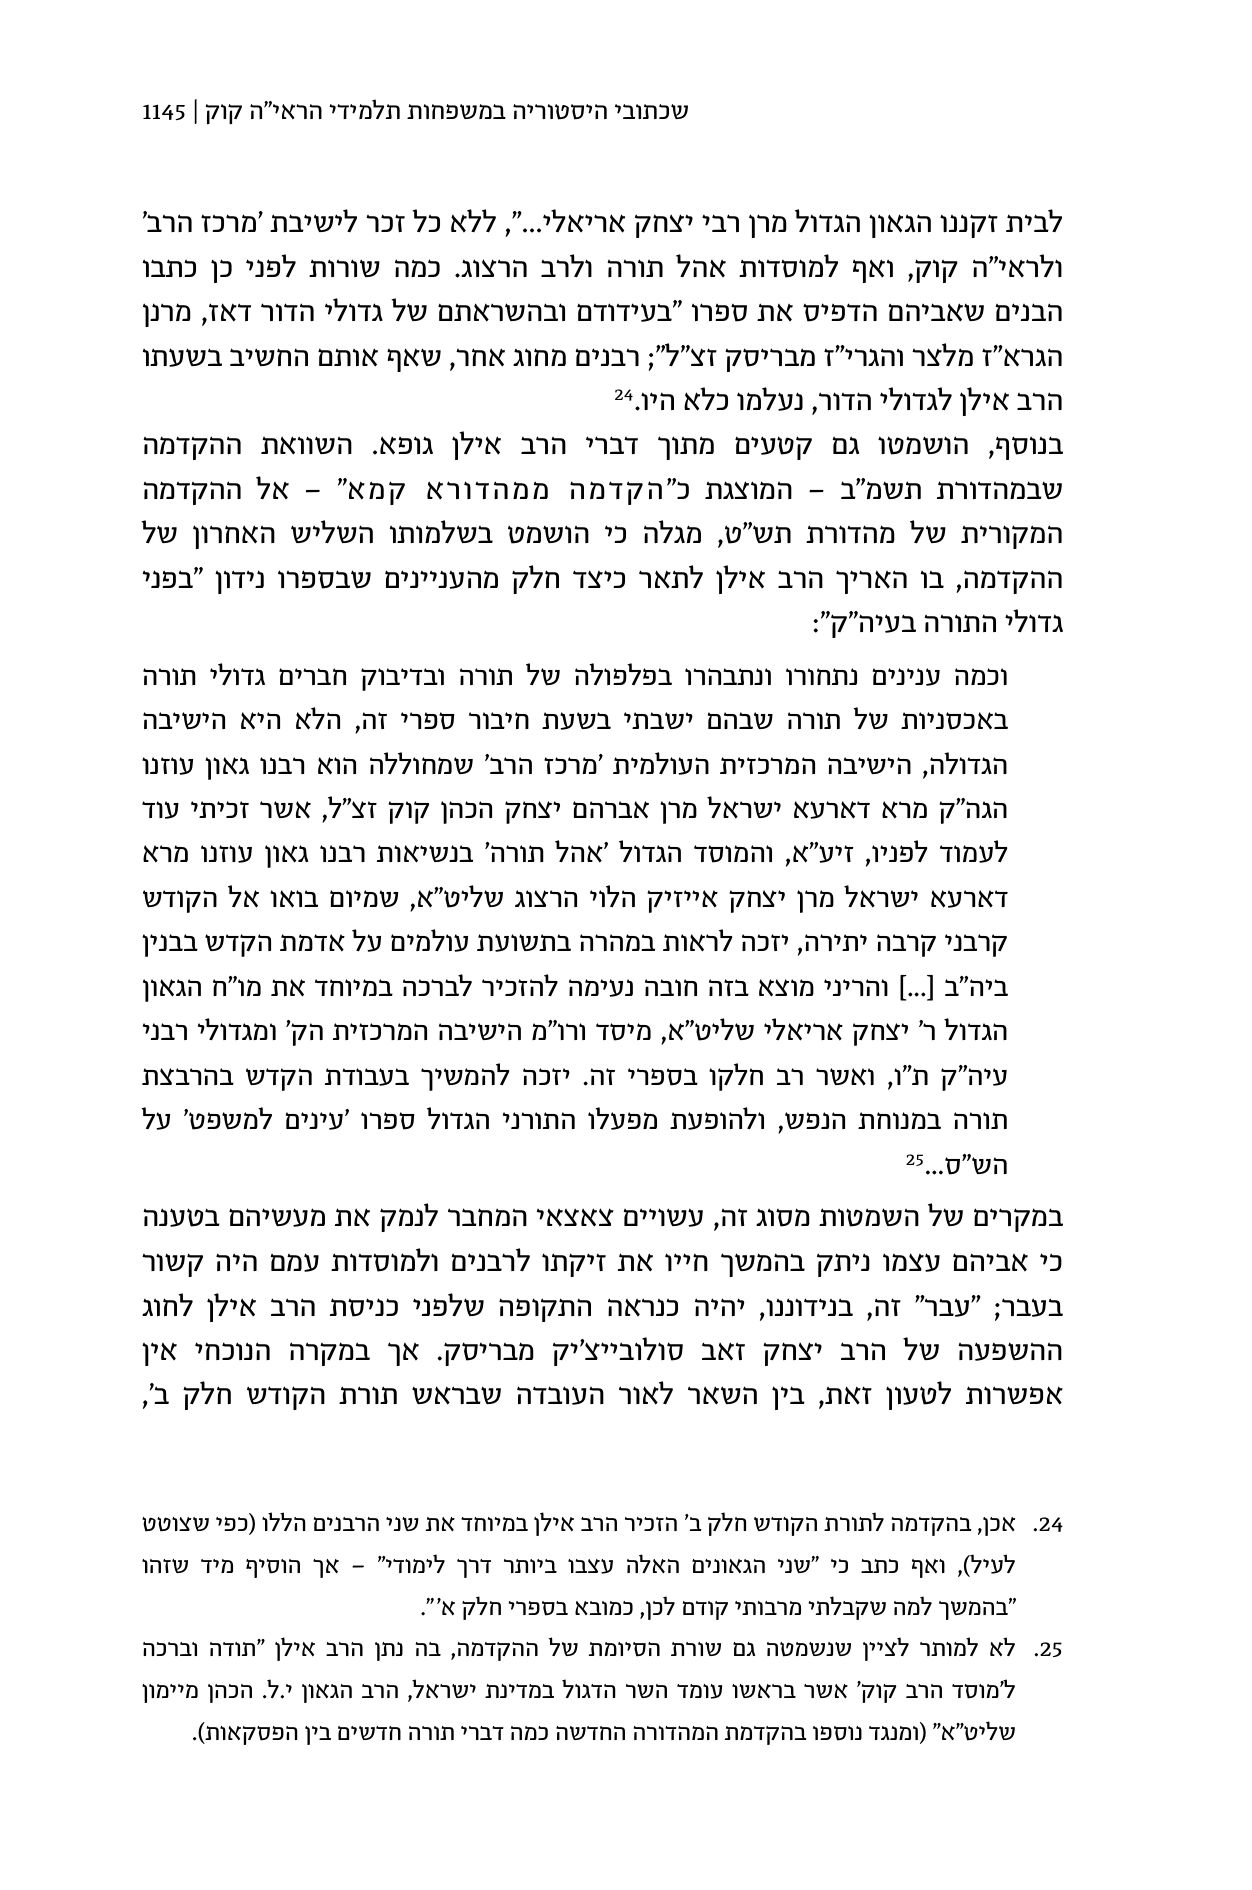 שכתובי היסטוריה במשפחות תלמידי הראי"ה קוק | 1145
לבית זקננו הגאון הגדול מרן רבי יצחק אריאלי...", ללא כל זכר לישיבת 'מרכז הרב'
ולראי"ה קוק, ואף למוסדות אהל תורה ולרב הרצוג. כמה שורות לפני כן כתבו
הבנים שאביהם הדפיס את ספרו "בעידודם ובהשראתם של גדולי הדור דאז, מרנן
הגרא"ז מלצר והגרי"ז מבריסק זצ"ל"; רבנים מחוג אחר, שאף אותם החשיב בשעתו
הרב אילן לגדולי הדור, נעלמו כלא היו.24
בנוסף, הושמטו גם קטעים מתוך דברי הרב אילן גופא. השוואת ההקדמה
שבמהדורת תשמ"ב – המוצגת כ"הקדמה ממהדורא קמא" – אל ההקדמה
המקורית של מהדורת תש"ט, מגלה כי הושמט בשלמותו השליש האחרון של
ההקדמה, בו האריך הרב אילן לתאר כיצד חלק מהעניינים שבספרו נידון "בפני
גדולי התורה בעיה"ק":
וכמה ענינים נתחורו ונתבהרו בפלפולה של תורה ובדיבוק חברים גדולי תורה
באכסניות של תורה שבהם ישבתי בשעת חיבור ספרי זה, הלא היא הישיבה
הגדולה, הישיבה המרכזית העולמית 'מרכז הרב' שמחוללה הוא רבנו גאון עוזנו
הגה"ק מרא דארעא ישראל מרן אברהם יצחק הכהן קוק זצ"ל, אשר זכיתי עוד
לעמוד לפניו, זיע"א, והמוסד הגדול 'אהל תורה' בנשיאות רבנו גאון עוזנו מרא
דארעא ישראל מרן יצחק אייזיק הלוי הרצוג שליט"א, שמיום בואו אל הקודש
קרבני קרבה יתירה, יזכה לראות במהרה בתשועת עולמים על אדמת הקדש בבנין
ביה"ב [...] והריני מוצא בזה חובה נעימה להזכיר לברכה במיוחד את מו"ח הגאון
הגדול ר' יצחק אריאלי שליט"א, מיסד ורו"מ הישיבה המרכזית הק' ומגדולי רבני
עיה"ק ת"ו, ואשר רב חלקו בספרי זה. יזכה להמשיך בעבודת הקדש בהרבצת
תורה במנוחת הנפש, ולהופעת מפעלו התורני הגדול ספרו 'עינים למשפט' על
הש"ס...25
במקרים של השמטות מסוג זה, עשויים צאצאי המחבר לנמק את מעשיהם בטענה
כי אביהם עצמו ניתק בהמשך חייו את זיקתו לרבנים ולמוסדות עמם היה קשור
בעבר; "עבר" זה, בנידוננו, יהיה כנראה התקופה שלפני כניסת הרב אילן לחוג
ההשפעה של הרב יצחק זאב סולובייצ'יק מבריסק. אך במקרה הנוכחי אין
אפשרות לטעון זאת, בין השאר לאור העובדה שבראש תורת הקודש חלק ב',
24. אכן, בהקדמה לתורת הקודש חלק ב' הזכיר הרב אילן במיוחד את שני הרבנים הללו (כפי שצוטט
לעיל), ואף כתב כי "שני הגאונים האלה עצבו ביותר דרך לימודי" – אך הוסיף מיד שזהו
"בהמשך למה שקבלתי מרבותי קודם לכן, כמובא בספרי חלק א'".
25. לא למותר לציין שנשמטה גם שורת הסיומת של ההקדמה, בה נתן הרב אילן "תודה וברכה
ל'מוסד הרב קוק' אשר בראשו עומד השר הדגול במדינת ישראל, הרב הגאון י.ל. הכהן מיימון
שליט"א" (ומנגד נוספו בהקדמת המהדורה החדשה כמה דברי תורה חדשים בין הפסקאות).